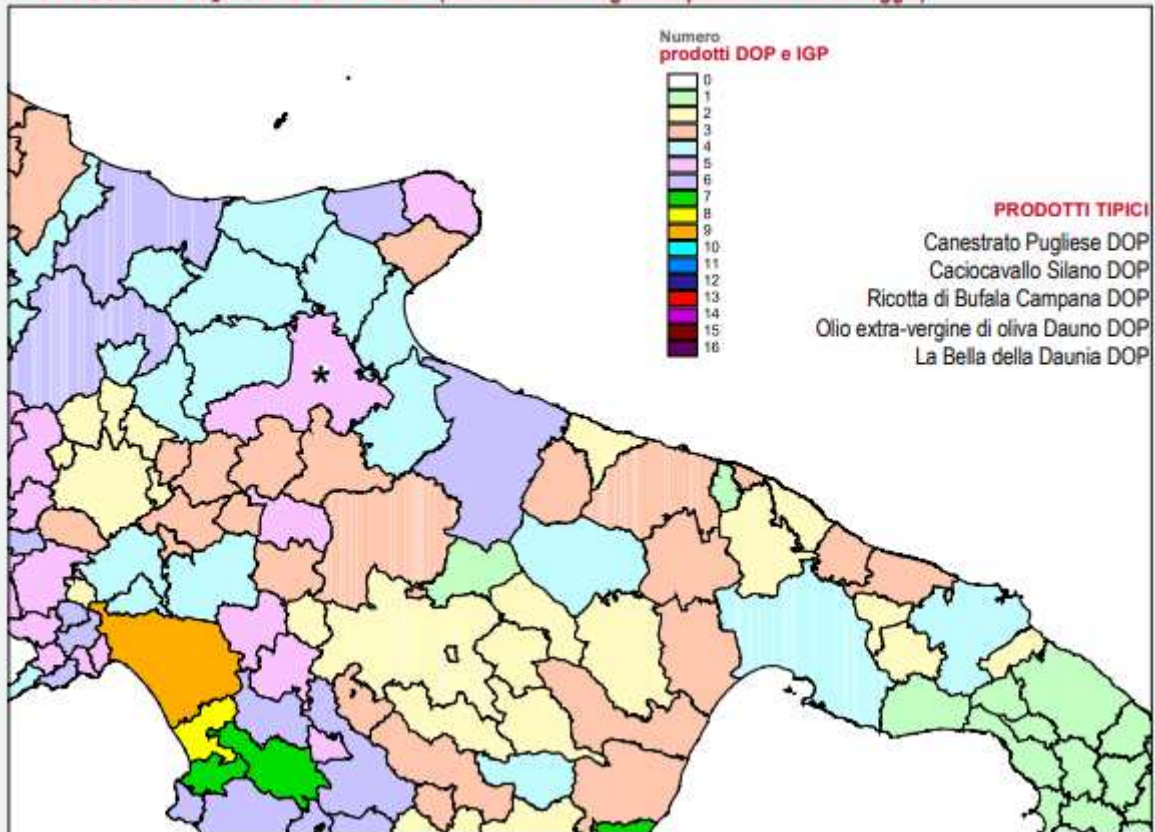 Numero
prodotti DOP e IGP
0
1
2
3
4
5
6
7
8
9
10
11
12
13
14
15
16
PRODOTTI TIPICI
Canestrato Pugliese DOP
Caciocavallo Silano DOP
Ricotta di Bufala Campana DOP
Olio extra-vergine di oliva Dauno DOP
La Bella della Daunia DOP
*